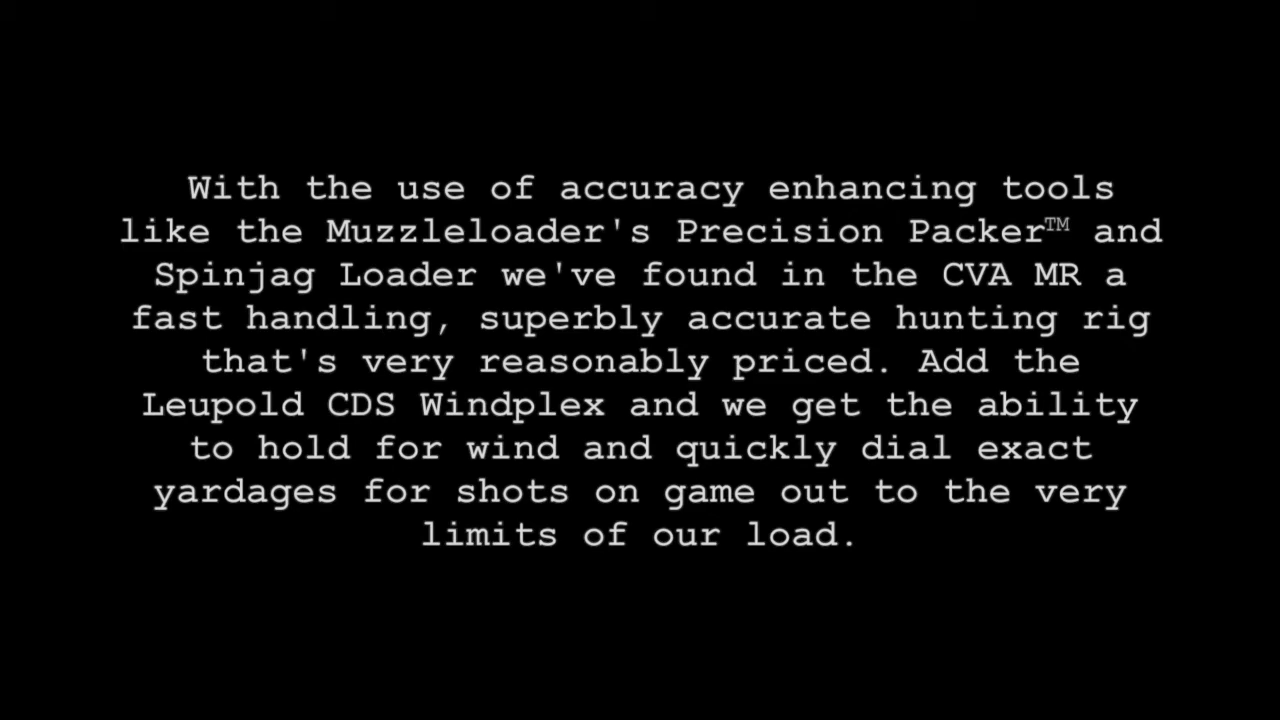 With the use of accuracy enhancing tools
like the Muzzleloader's Precision Packer™ and
Spinjag Loader we've found in the CVA MR a
fast handling, superbly accurate hunting rig
that's very reasonably priced. Add the
Leupold CDS Windplex and we get the ability
to hold for wind and quickly dial exact
yardages for shots on game out to the very
limits of our load.